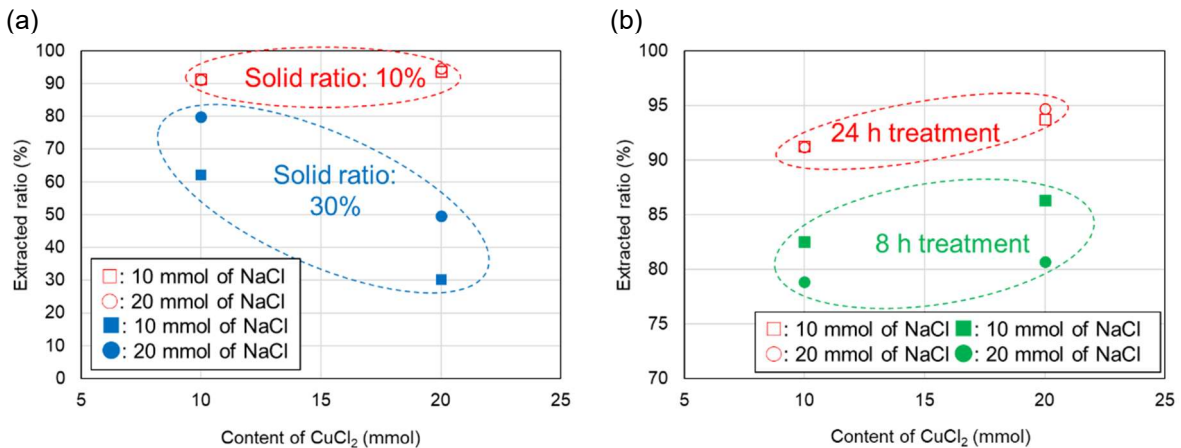 (a)
100
90
80
70
60
50
40
30
20
10
0
Extracted ratio (%)
Solid ratio: 10%
Solid ratio:
30%
: 10 mmol of NaCl
: 20 mmol of NaCl
: 10 mmol of NaCl
: 20 mmol of NaCl
5 10 15 20 25
Content of CuCl₂ (mmol)
(b)
100
95
90
85
80
75
70
Extracted ratio (%)
24 h treatment
8 h treatment
: 10 mmol of NaCl : 10 mmol of NaCl
: 20 mmol of NaCl : 20 mmol of NaCl
5 10 15 20 25
Content of CuCl₂ (mmol)